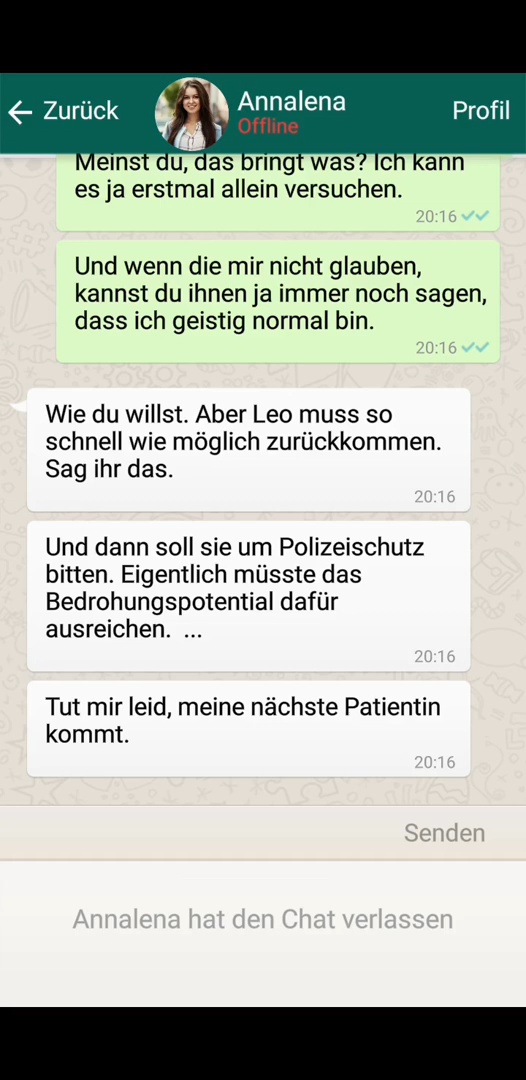 Zurück
Annalena
Offline
Profil
Meinst du, das bringt was? Ich kann
es ja erstmal allein versuchen.
20:16
Und wenn die mir nicht glauben,
kannst du ihnen ja immer noch sagen,
dass ich geistig normal bin.
20:16
Wie du willst. Aber Leo muss so
schnell wie möglich zurückkommen.
Sag ihr das.
20:16
Und dann soll sie um Polizeischutz
bitten. Eigentlich müsste das
Bedrohungspotential dafür
ausreichen.  ...
20:16
Tut mir leid, meine nächste Patientin
kommt.
20:16
Senden
Annalena hat den Chat verlassen